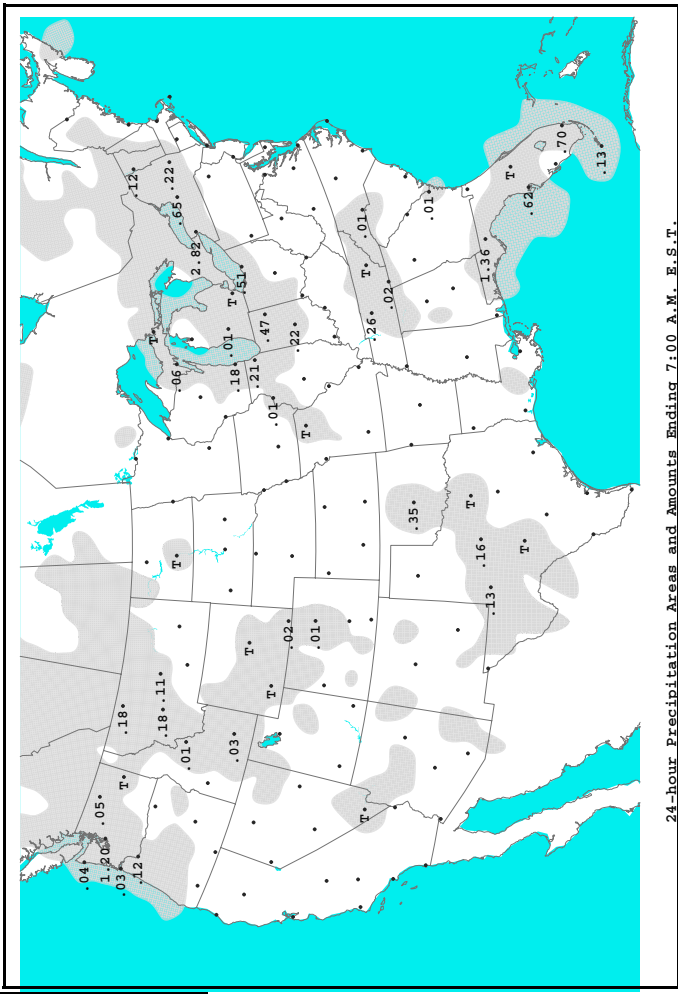 .04
.05
1.20
.03 T .18
.12 .12
T
.11
.18 .22
T .06 .65
.01 2.82
.03 .18 .01 T .51
T .21
.47
T .01
.02 .22
T
.01
T .26 T .01
.02
.35
.01
T
.16 1.36
.13
T
T
.62
.70
.13
24-hour Precipitation Areas and Amounts Ending 7:00 A.M. E.S.T.